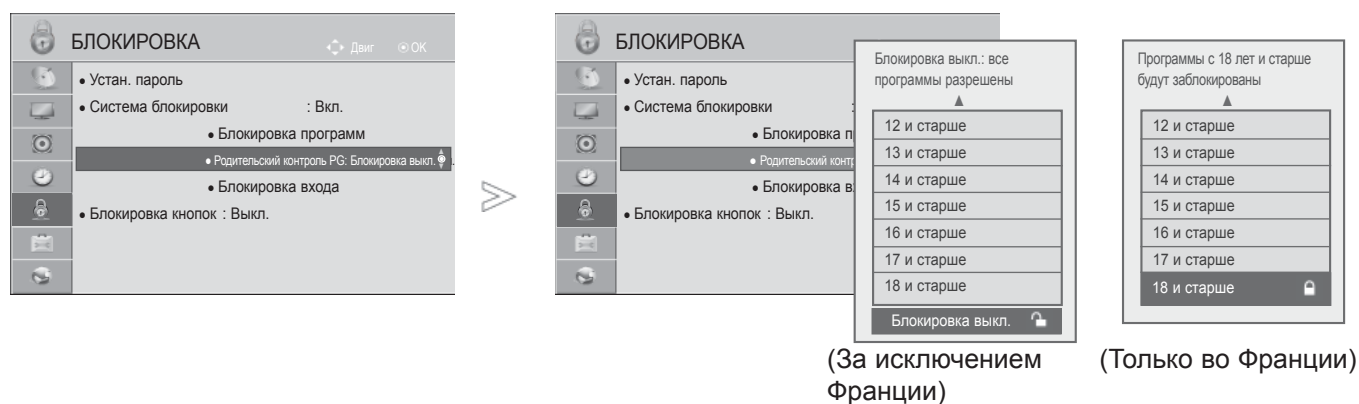 БЛОКИРОВКА
Двиг ОК
• Устан. пароль
• Система блокировки : Вкл.
• Блокировка программ
• Родительский контроль PG: Блокировка выкл.
• Блокировка входа
• Блокировка кнопок : Выкл.
БЛОКИРОВКА
• Устан. пароль
• Система блокировки :
• Блокировка п
• Родительский конт
• Блокировка в
• Блокировка кнопок : Выкл.
Блокировка выкл.: все
программы разрешены
12 и старше
13 и старше
14 и старше
15 и старше
16 и старше
17 и старше
18 и старше
Блокировка выкл.
(За исключением
Франции)
Программы с 18 лет и старше
будут заблокированы
12 и старше
13 и старше
14 и старше
15 и старше
16 и старше
17 и старше
18 и старше
(Только во Франции)